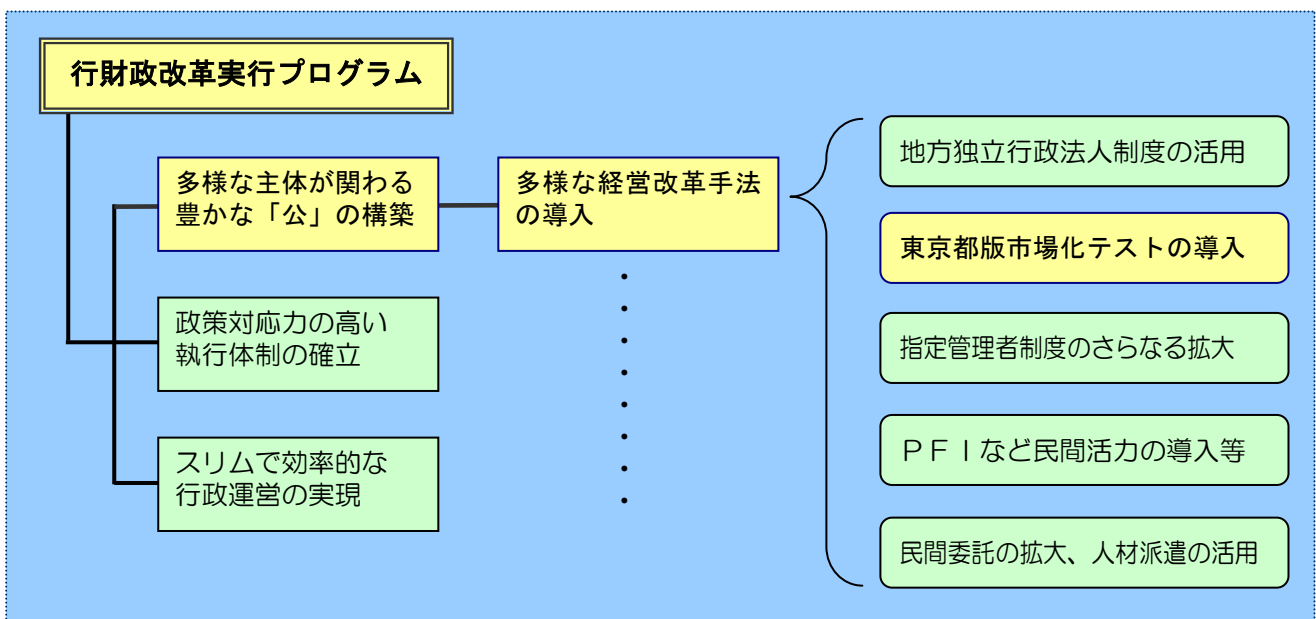 行財政改革実行プログラム
多様な主体が関わる
豊かな「公」の構築
政策対応力の高い
執行体制の確立
スリムで効率的な
行政運営の実現
多様な経営改革手法
の導入
地方独立行政法人制度の活用
東京都版市場化テストの導入
指定管理者制度のさらなる拡大
ＰＦＩなど民間活力の導入等
民間委託の拡大、人材派遣の活用